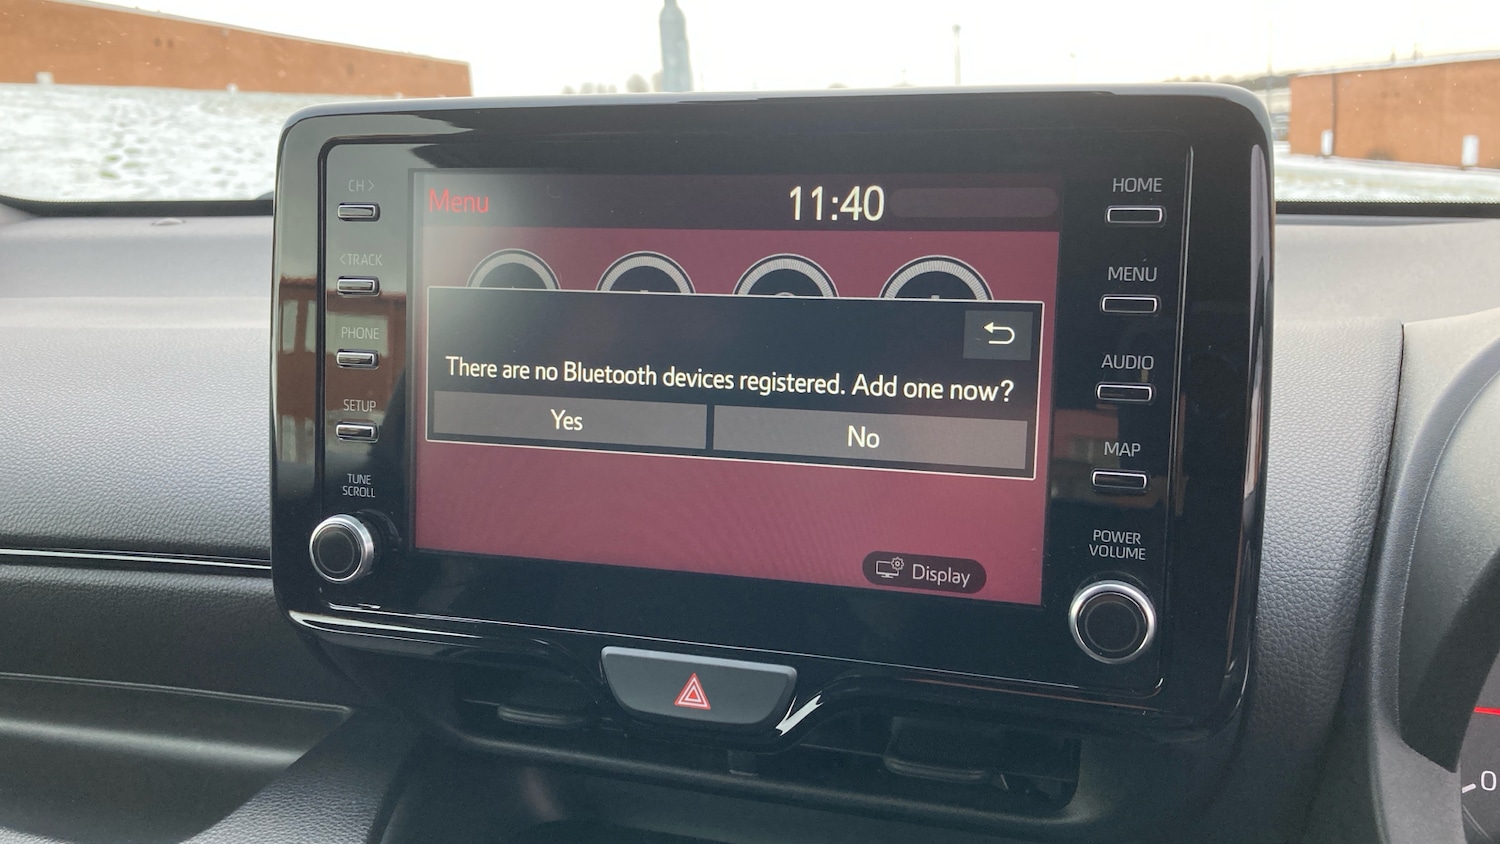 CH >
< TRACK
PHONE
SETUP
TUNE
SCROLL
Menu
11:40
There are no Bluetooth devices registered. Add one now?
Yes
No
Display
HOME
MENU
AUDIO
MAP
POWER
VOLUME
0